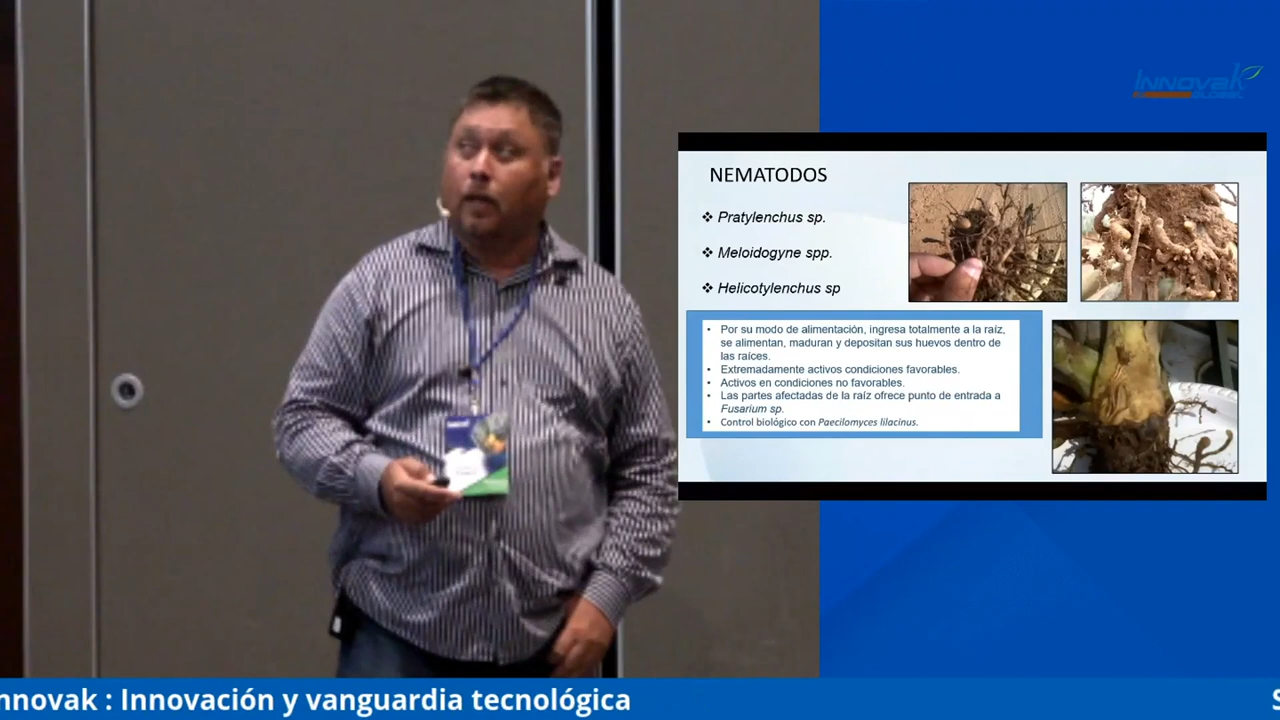 INNOVAK
GLOBAL
NEMATODOS
❖ Pratylenchus sp.
❖ Meloidogyne spp.
❖ Helicotylenchus sp
• Por su modo de alimentación, ingresa totalmente a la raíz,
se alimentan, maduran y depositan sus huevos dentro de
las raíces.
• Extremadamente activos condiciones favorables.
• Activos en condiciones no favorables.
• Las partes afectadas de la raíz ofrece punto de entrada a
Fusarium sp.
• Control biológico con Paecilomyces lilacinus.
nnovak : Innovación y vanguardia tecnológica